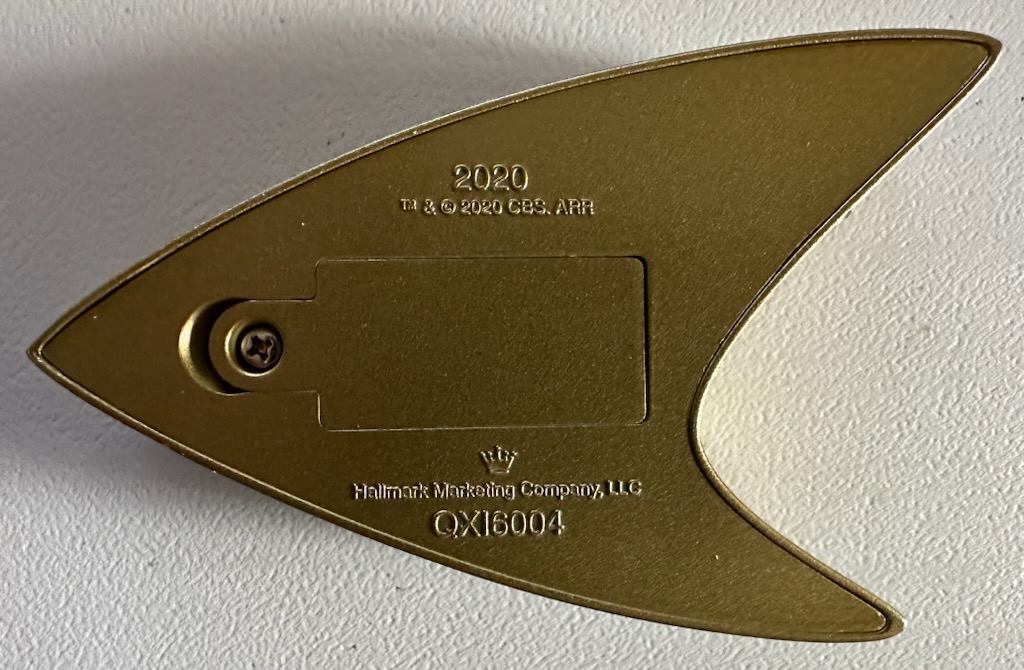 2020
™ & © 2020 CBS. ARR
Hallmark Marketing Company, LLC
QXI6004